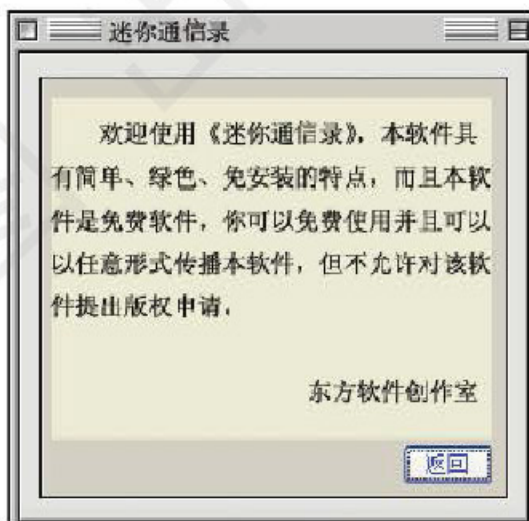 迷你通信录
欢迎使用《迷你通信录》，本软件具
有简单、绿色、免安装的特点，而且本软
件是免费软件，你可以免费使用并且可以
以任意形式传播本软件，但不允许对该软
件提出版权申请。
东方软件创作室
返回